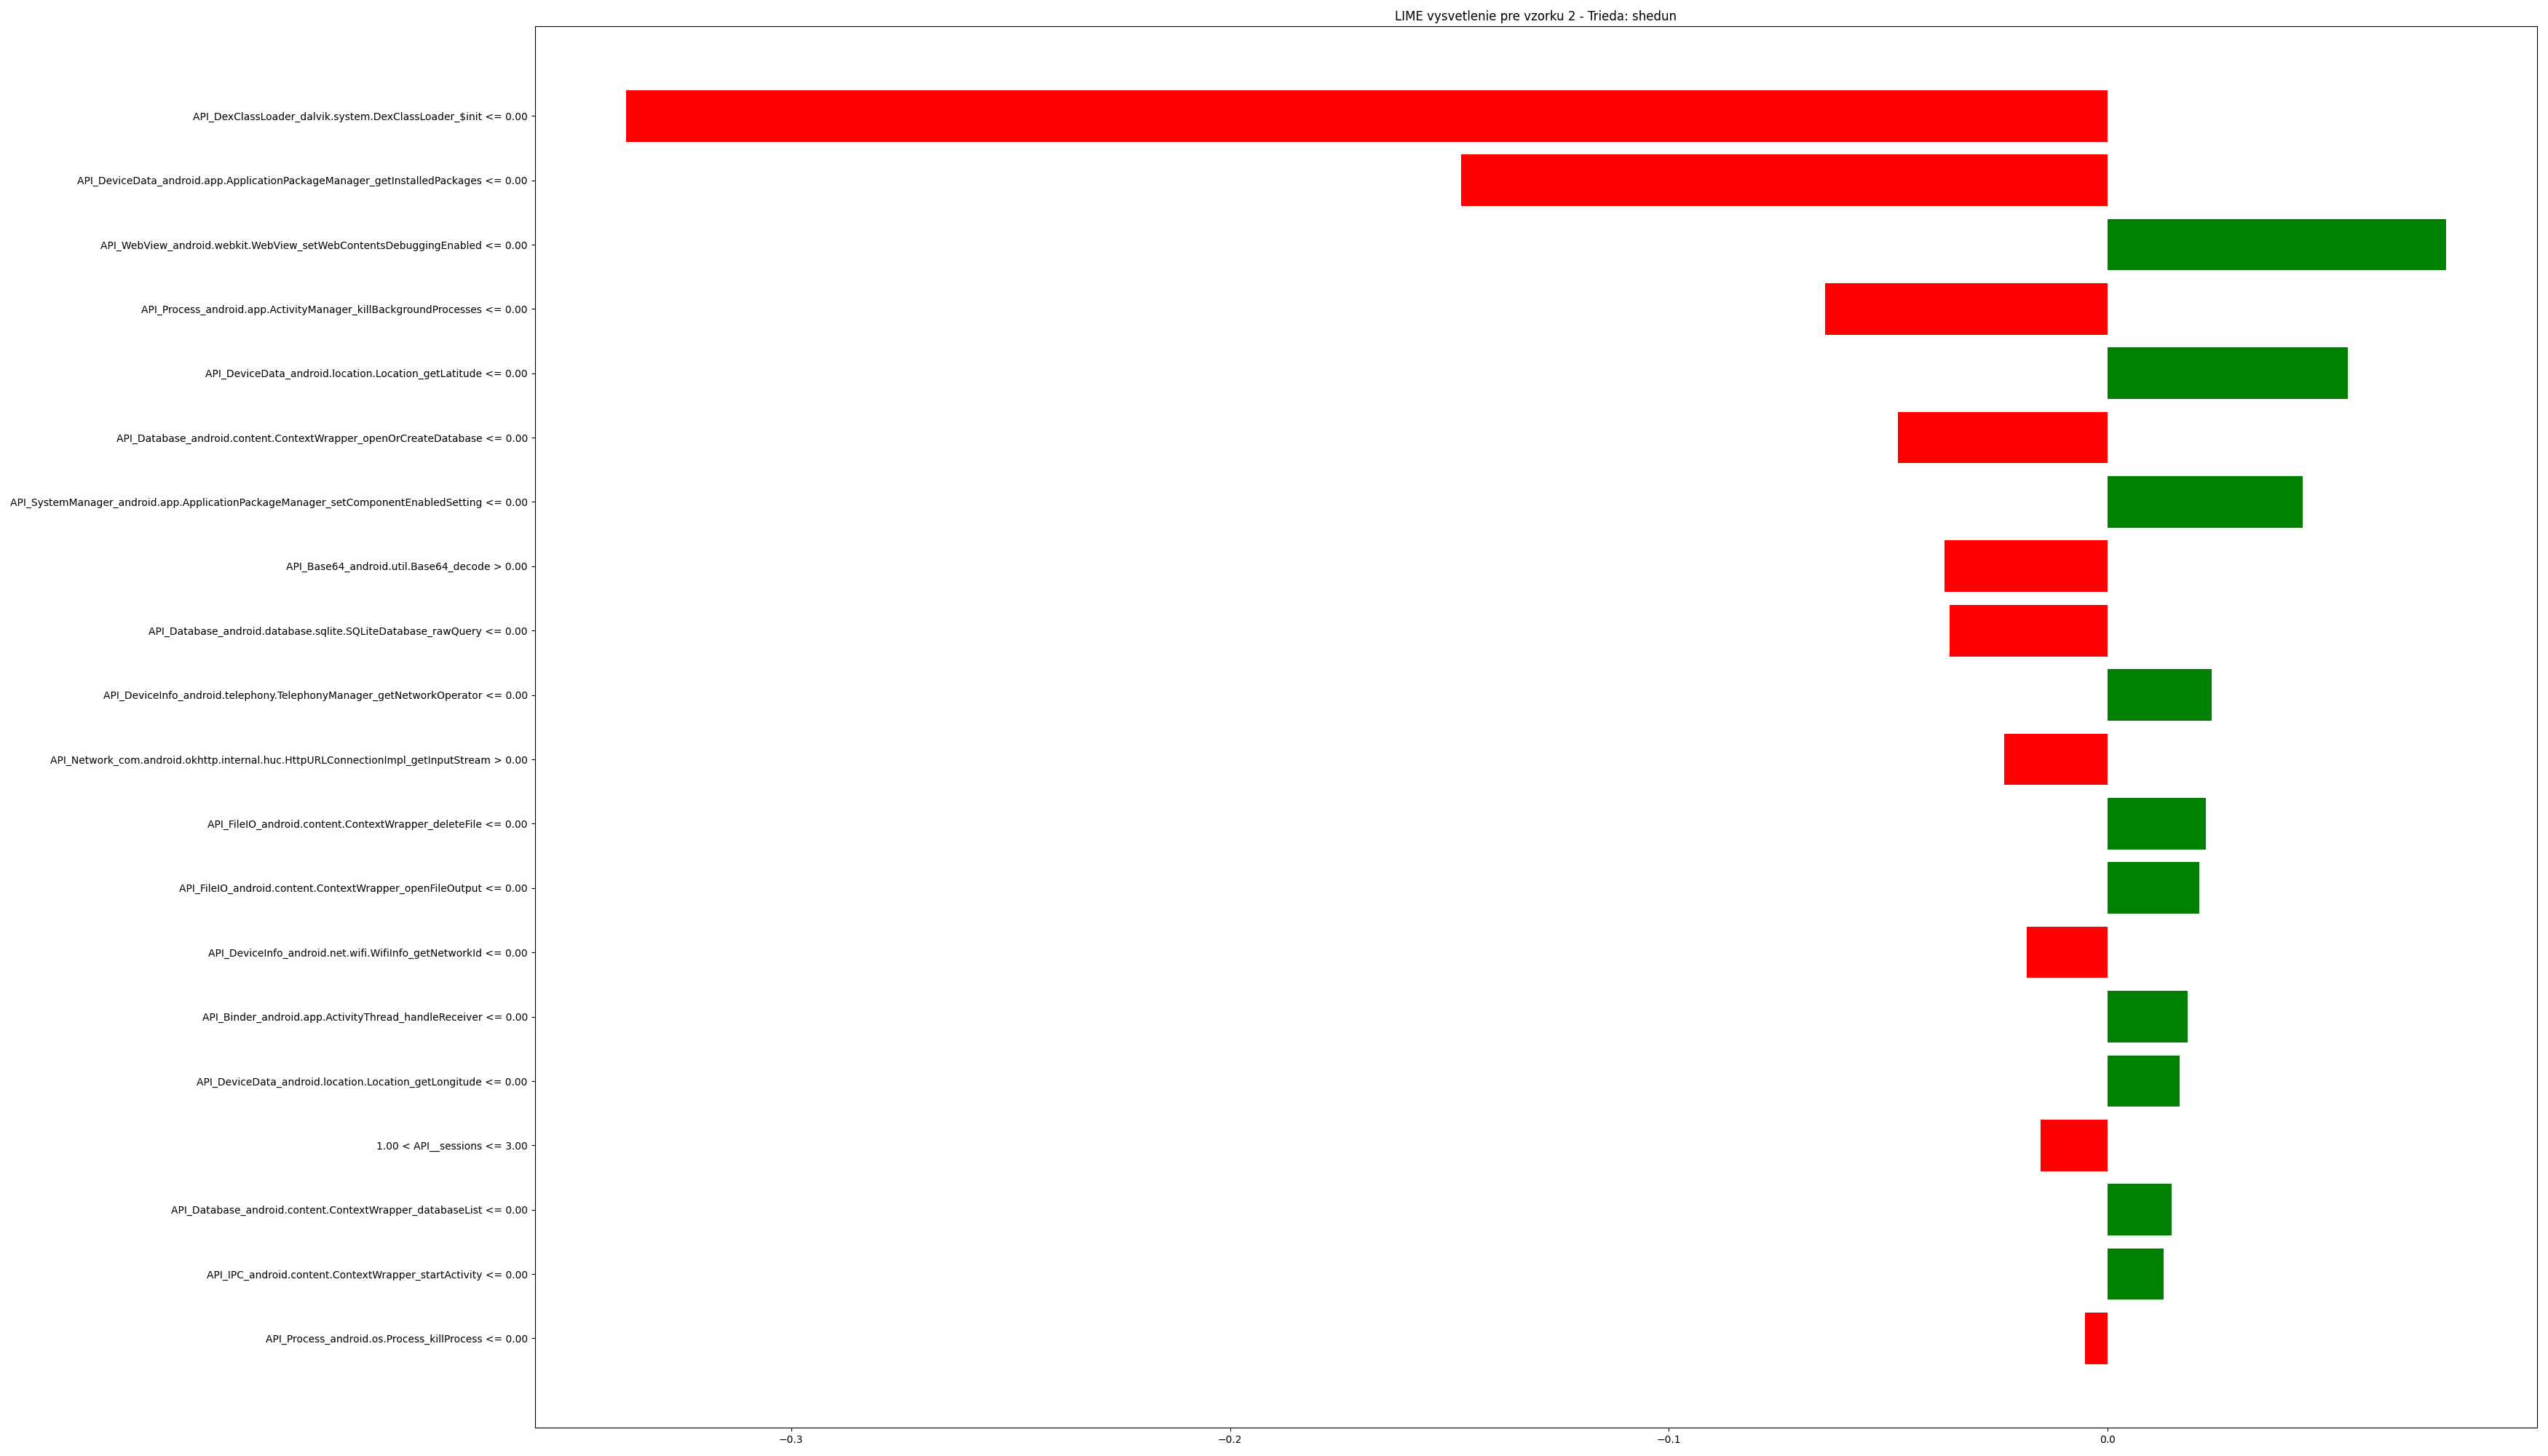 LIME vysvetlenie pre vzorku 2 - Trieda: shedun
API_DexClassLoader_dalvik.system.DexClassLoader_$init <= 0.00
API_DeviceData_android.app.ApplicationPackageManager_getInstalledPackages <= 0.00
API_WebView_android.webkit.WebView_setWebContentsDebuggingEnabled <= 0.00
API_Process_android.app.ActivityManager_killBackgroundProcesses <= 0.00
API_DeviceData_android.location.Location_getLatitude <= 0.00
API_Database_android.content.ContextWrapper_openOrCreateDatabase <= 0.00
API_SystemManager_android.app.ApplicationPackageManager_setComponentEnabledSetting <= 0.00
API_Base64_android.util.Base64_decode > 0.00
API_Database_android.database.sqlite.SQLiteDatabase_rawQuery <= 0.00
API_DeviceInfo_android.telephony.TelephonyManager_getNetworkOperator <= 0.00
API_Network_com.android.okhttp.internal.huc.HttpURLConnectionImpl_getInputStream > 0.00
API_FileIO_android.content.ContextWrapper_deleteFile <= 0.00
API_FileIO_android.content.ContextWrapper_openFileOutput <= 0.00
API_DeviceInfo_android.net.wifi.WifiInfo_getNetworkId <= 0.00
API_Binder_android.app.ActivityThread_handleReceiver <= 0.00
API_DeviceData_android.location.Location_getLongitude <= 0.00
1.00 < API__sessions <= 3.00
API_Database_android.content.ContextWrapper_databaseList <= 0.00
API_IPC_android.content.ContextWrapper_startActivity <= 0.00
API_Process_android.os.Process_killProcess <= 0.00
−0.3 −0.2 −0.1 0.0